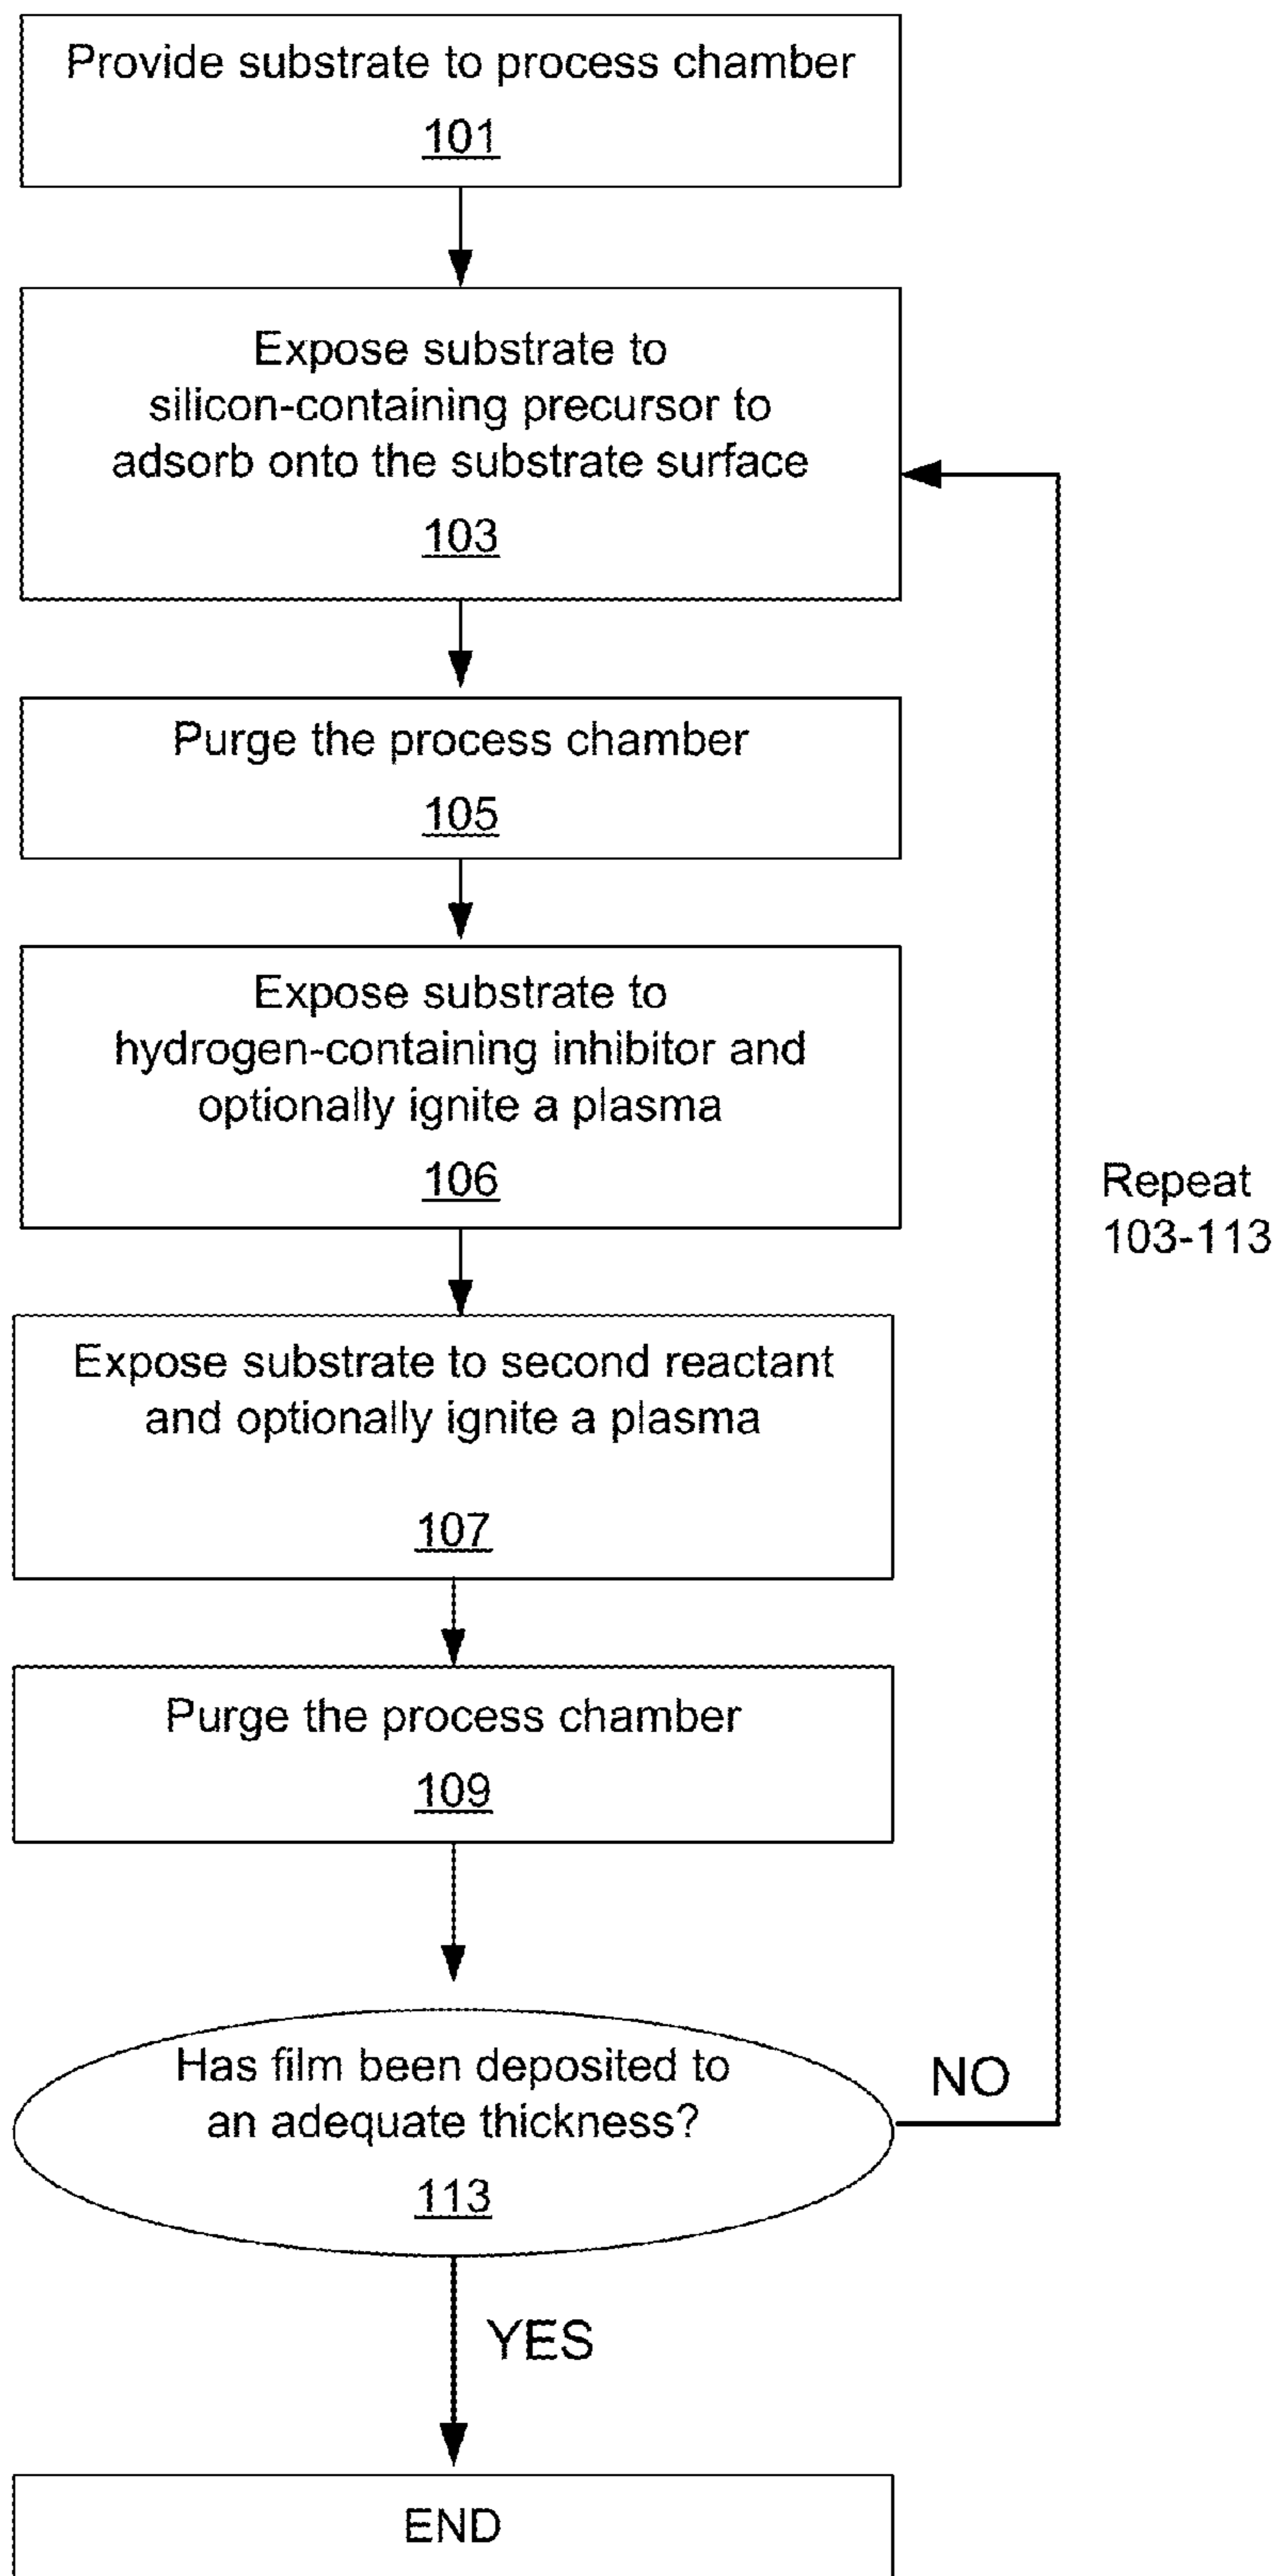 Provide substrate to process chamber
101
Expose substrate to
silicon-containing precursor to
adsorb onto the substrate surface
103
Purge the process chamber
105
Expose substrate to
hydrogen-containing inhibitor and
optionally ignite a plasma
106
Repeat
103-113
Expose substrate to second reactant
and optionally ignite a plasma
107
Purge the process chamber
109
Has film been deposited to
an adequate thickness?
113
NO
YES
END